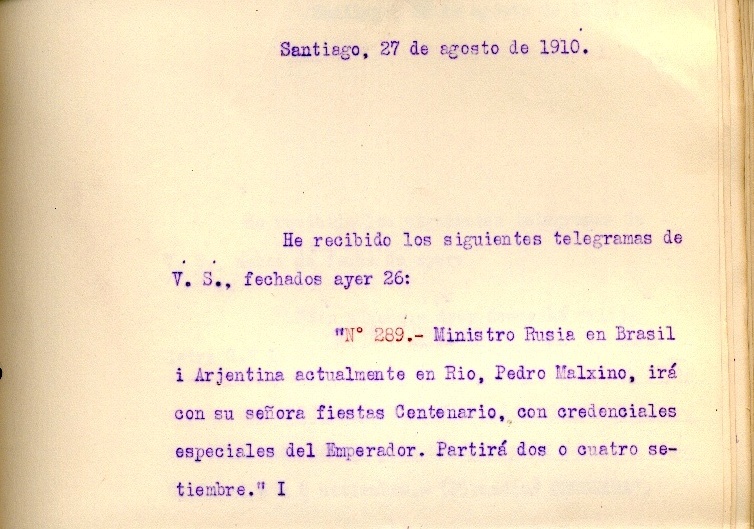 Santiago, 27 de agosto de 1910.
He recibido los siguientes telegramas de
V. S., fechados ayer 26:
"N° 289.- Ministro Rusia en Brasil
i Arjentina actualmente en Rio, Pedro Malxino, irá
con su señora fiestas Centenario, con credenciales
especiales del Emperador. Partirá dos o cuatro se-
tiembre." I